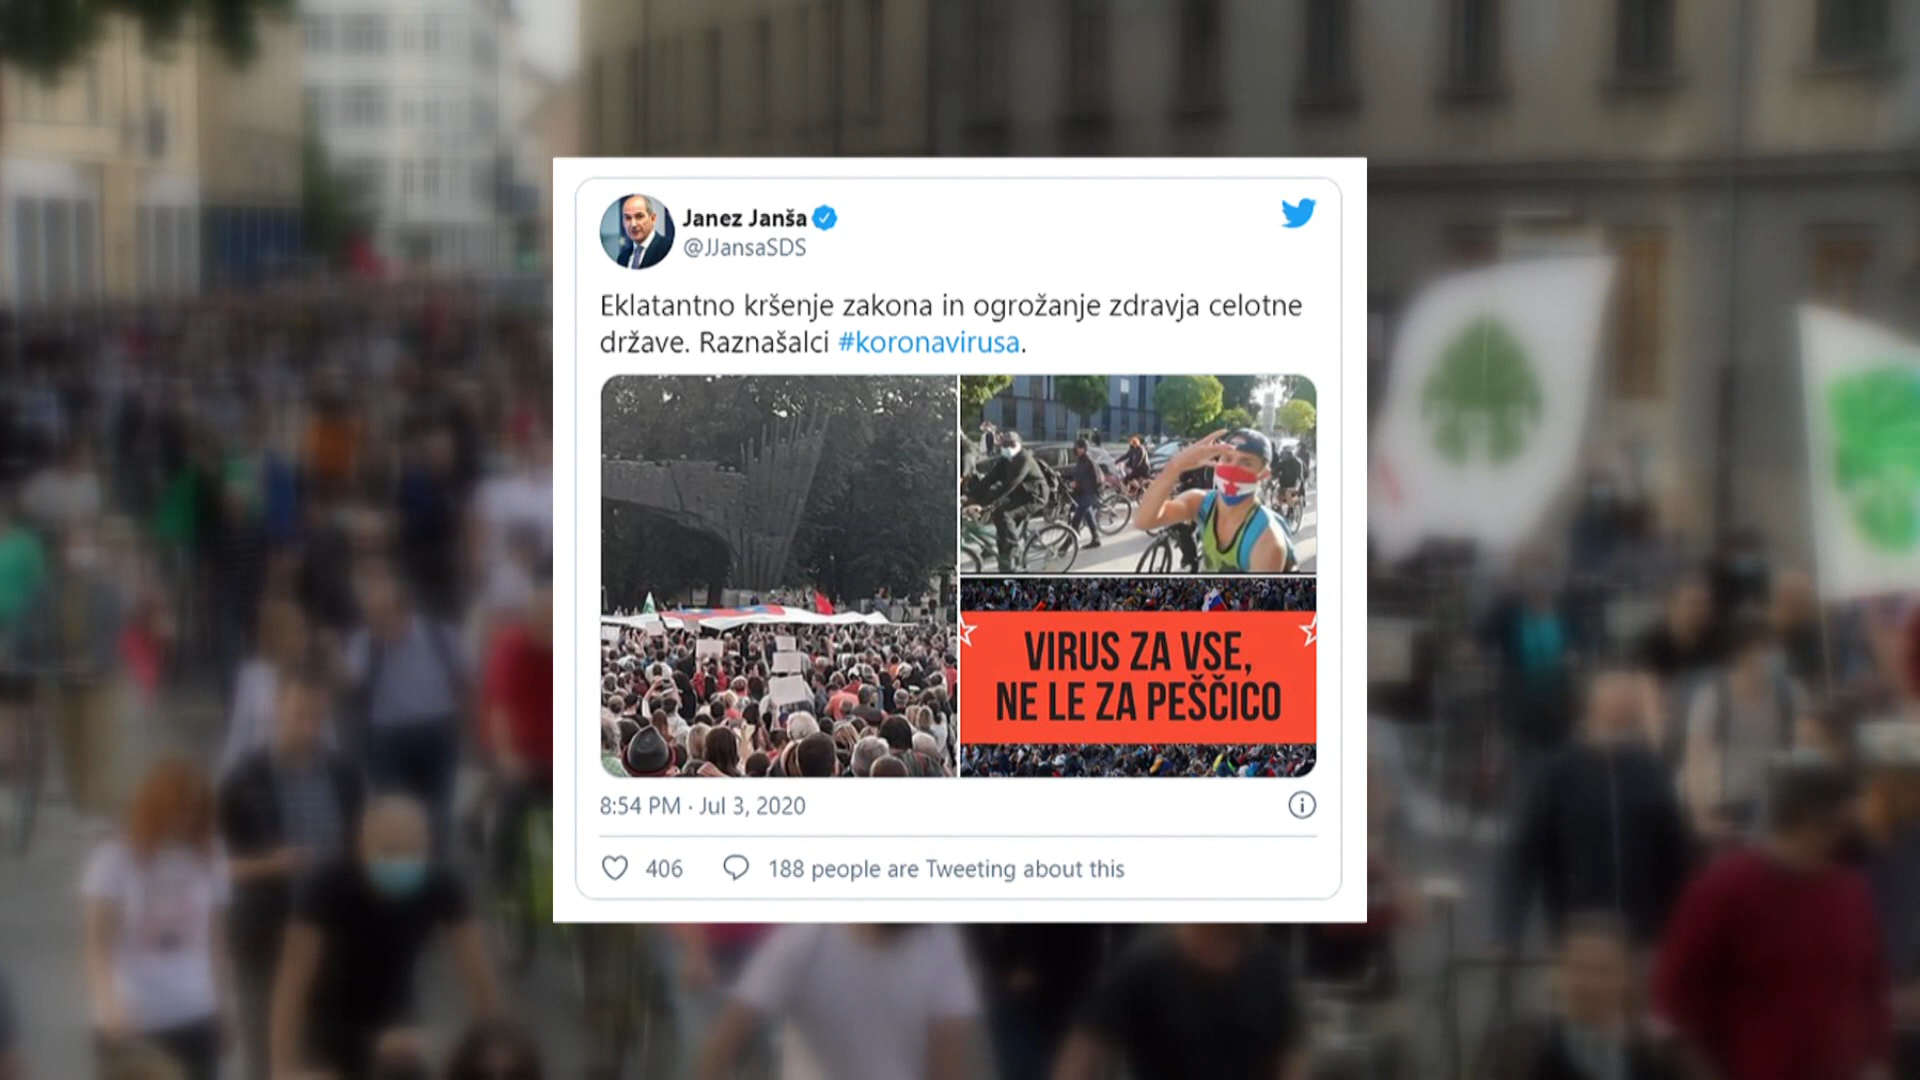 Janez Janša
@JJansaSDS
Eklatantno kršenje zakona in ogrožanje zdravja celotne
države. Raznašalci #koronavirusa.
VIRUS ZA VSE,
NE LE ZA PEŠČICO
8:54 PM · Jul 3, 2020
406
188 people are Tweeting about this